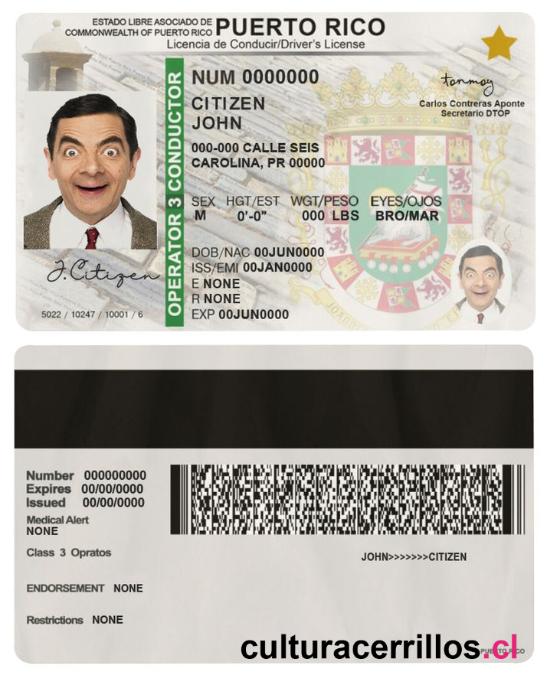 ESTADO LIBRE ASOCIADO DE
COMMONWEALTH OF PUERTO RICO
PUERTO RICO
Licencia de Conducir/Driver's License
OPERATOR 3 CONDUCTOR
NUM 0000000
CITIZEN
JOHN
000-000 CALLE SEIS
CAROLINA, PR 00000
SEX HGT/EST WGT/PESO EYES/OJOS
M 0'-0" 000 LBS BRO/MAR
DOB/NAC 00JUN0000
ISS/EMI 00JAN0000
E NONE
R NONE
EXP 00JUN0000
Carlos Contreras Aponte
Secretario DTOP
J.Citizen
5022 / 10247 / 10001 / 6
Number 000000000
Expires 00/00/0000
Issued 00/00/0000
Medical Alert
NONE
Class 3 Opratos
ENDORSEMENT NONE
Restrictions NONE
JOHN>>>>>>>CITIZEN
culturacerrillos.cl
PUERTO RICO